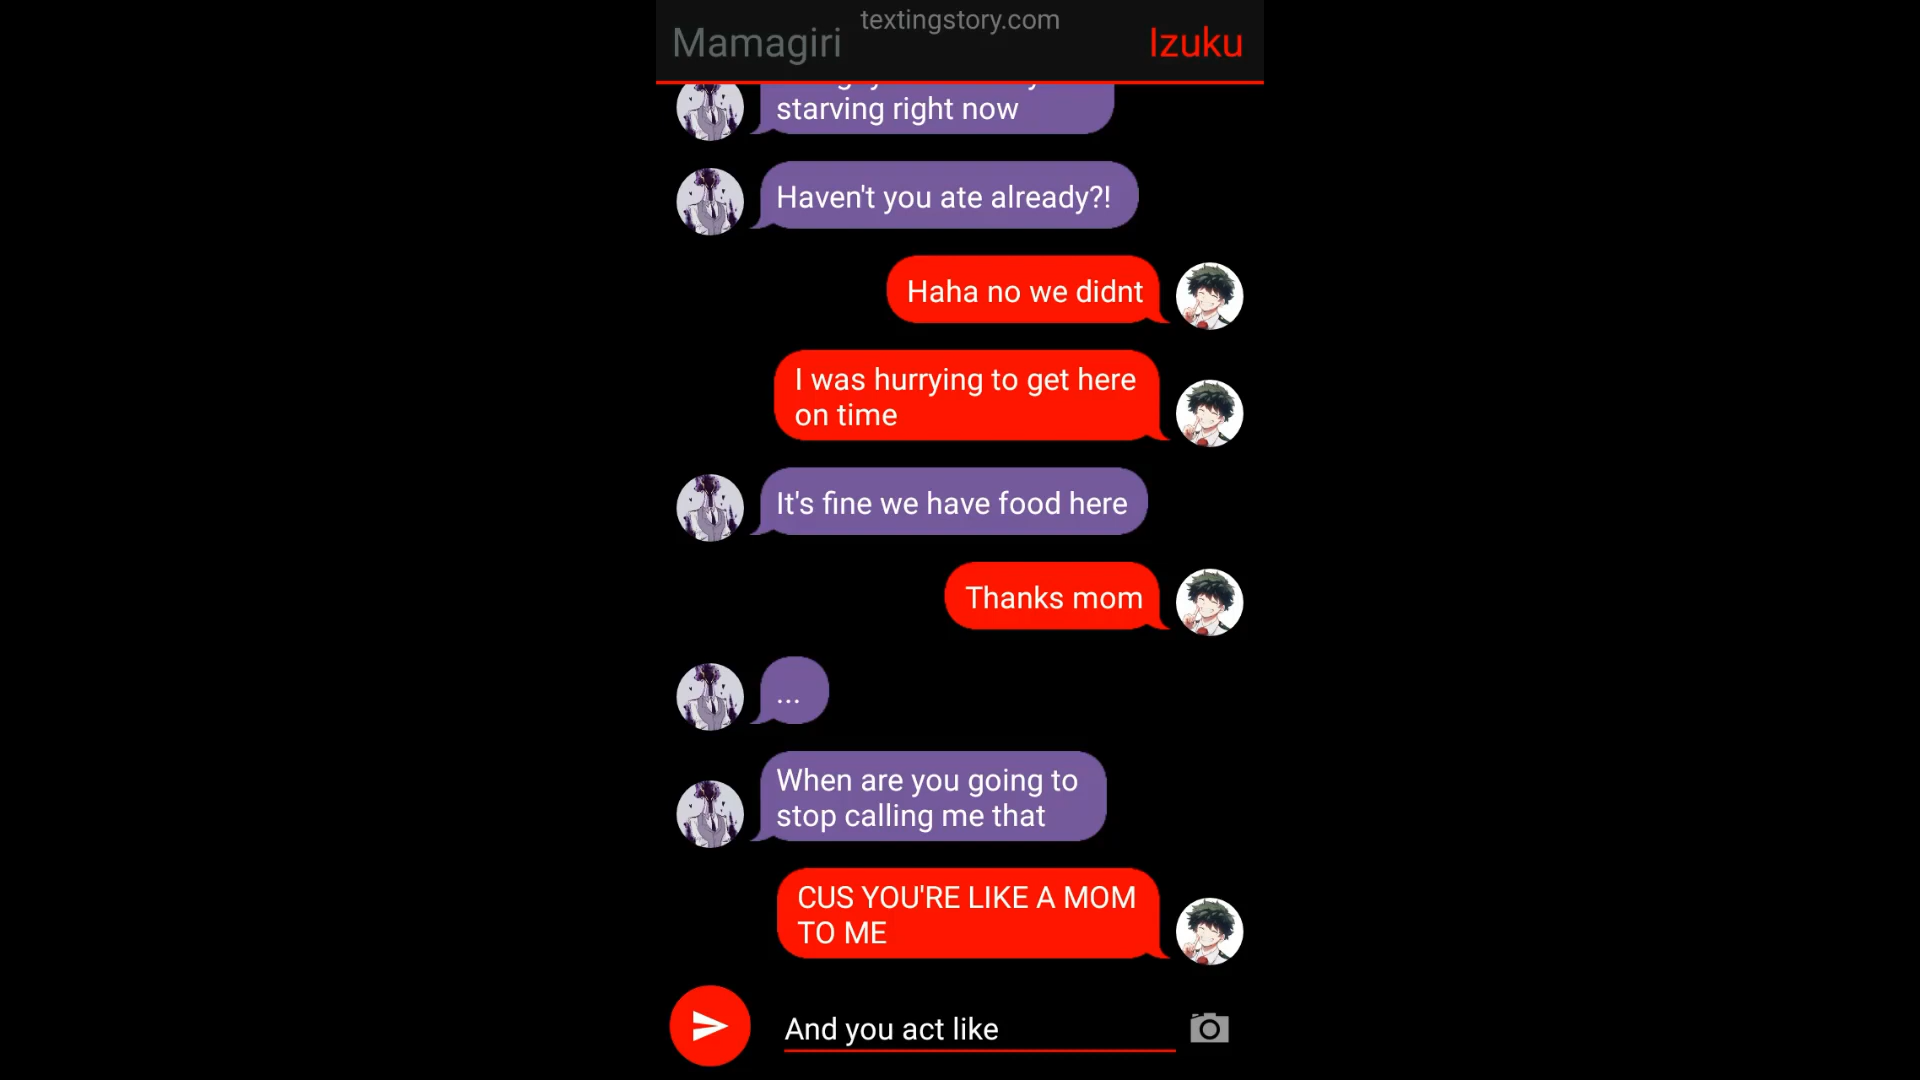 textingstory.com
Mamagiri
Izuku
starving right now
Haven't you ate already?!
Haha no we didnt
I was hurrying to get here
on time
It's fine we have food here
Thanks mom
...
When are you going to
stop calling me that
CUS YOU'RE LIKE A MOM
TO ME
And you act like